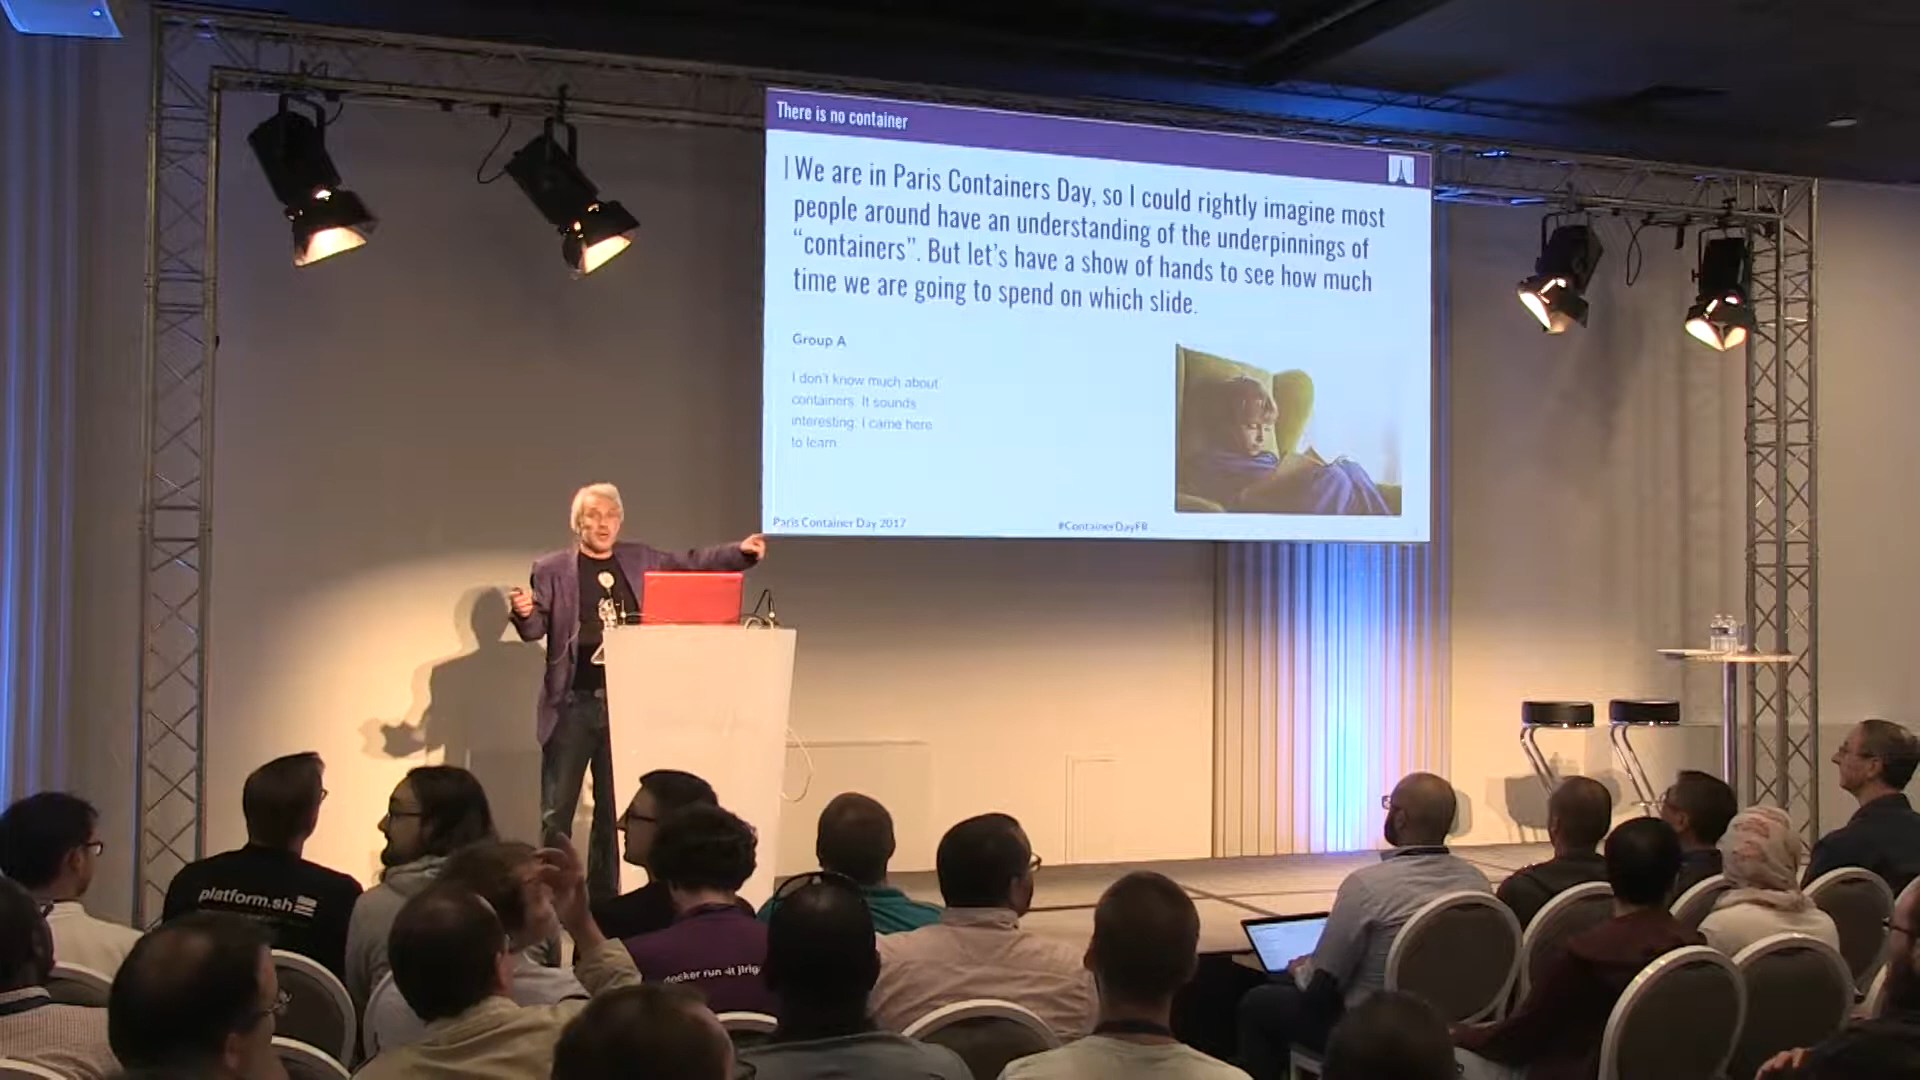 There is no container
We are in Paris Containers Day, so I could rightly imagine most
people around have an understanding of the underpinnings of
“containers”. But let’s have a show of hands to see how much
time we are going to spend on which slide.
Group A
I don't know much about
containers. It sounds
interesting. I came here
to learn
Paris Container Day 2017
#ContainerDayFR
platform.sh
docker run -it